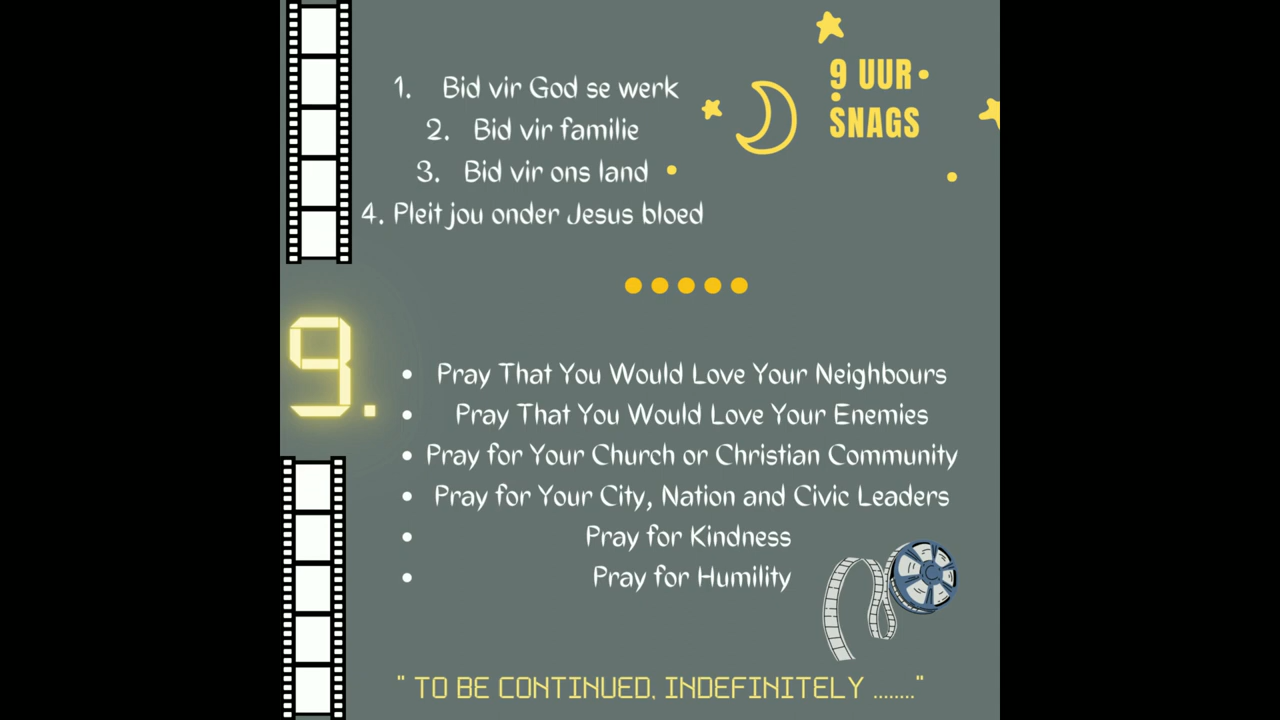 1. Bid vir God se werk
2. Bid vir familie
3. Bid vir ons land
4. Pleit jou onder Jesus bloed
9 UUR
SNAGS
9.
• Pray That You Would Love Your Neighbours
• Pray That You Would Love Your Enemies
• Pray for Your Church or Christian Community
• Pray for Your City, Nation and Civic Leaders
• Pray for Kindness
• Pray for Humility
" TO BE CONTINUED, INDEFINITELY ........"